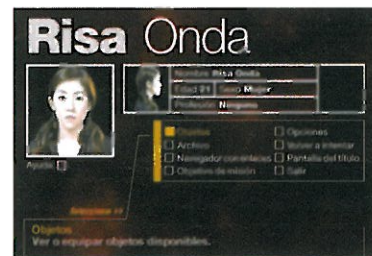 Risa Onda
Nombre Risa Onda
Edad 21 Sexo Mujer
Profesión Ninguna
Objetos
Opciones
Archivo
Volver a intentar
Navegador con enlaces
Pantalla del título
Objetivo de misión
Salir
Ayuda:
Objetos
Ver o equipar objetos disponibles.